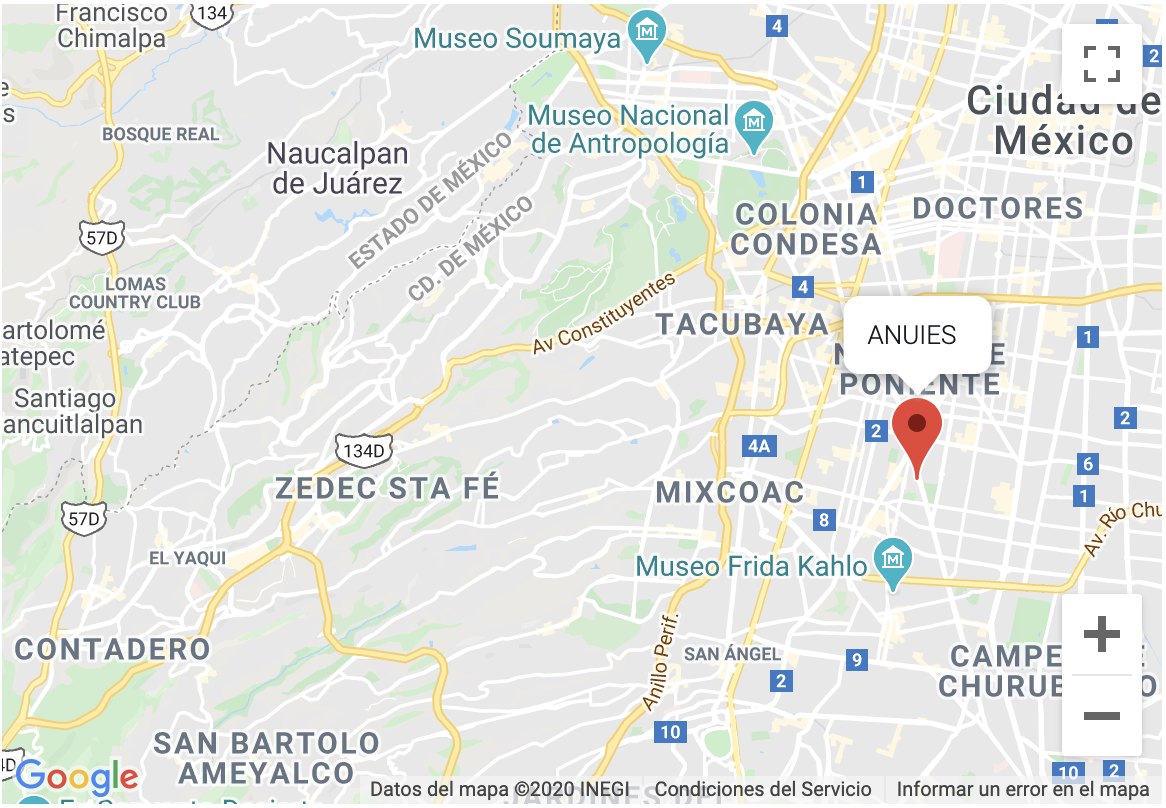 Francisco
Chimalpa
134
Museo Soumaya
4
2
Ciudad de
México
BOSQUE REAL
Museo Nacional
de Antropología
Naucalpan
de Juárez
ESTADO DE MÉXICO
CD. DE MÉXICO
1
COLONIA
CONDESA
DOCTORES
57D
LOMAS
COUNTRY CLUB
4
Av Constituyentes
TACUBAYA
ANUIES
PONIENTE
1
artolomé
atepec
Santiago
ancuitlalpan
2
2
4A
134D
6
ZEDEC STA FÉ
MIXCOAC
1
57D
8
Av. Río Chu
EL YAQUI
Museo Frida Kahlo
CONTADERO
Anillo Perif.
SAN ÁNGEL
9
2
CAMPE
CHURUB
O
10
SAN BARTOLO
AMEYALCO
10
2
Google
Datos del mapa ©2020 INEGI
Condiciones del Servicio
Informar un error en el mapa